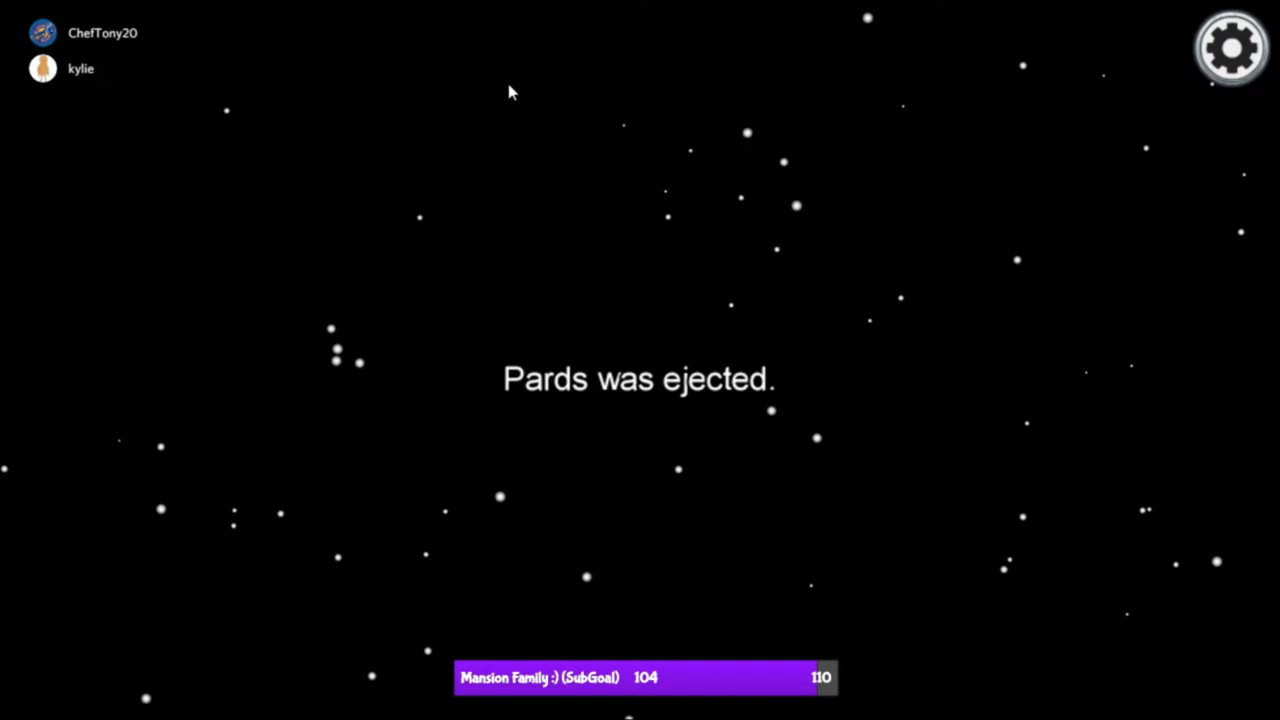 ChefTony20
kylie
Pards was ejected.
Mansion Family :) (SubGoal) 104 110